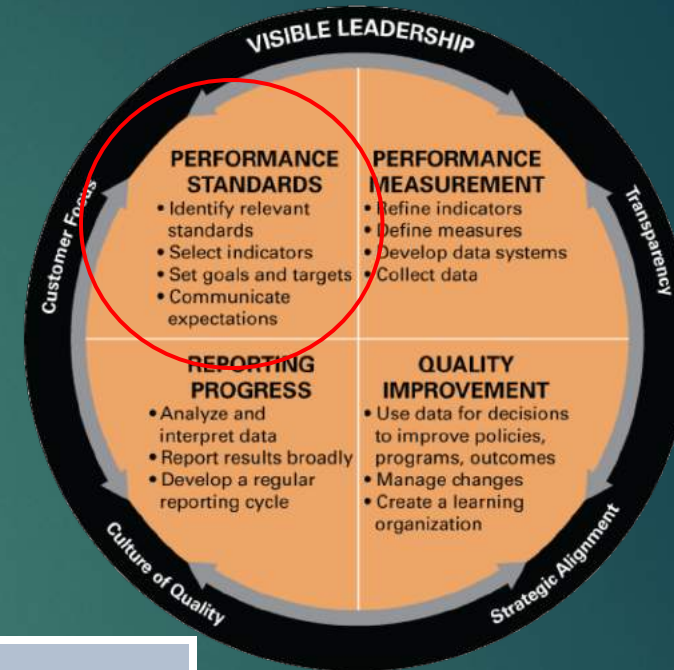 VISIBLE LEADERSHIP
Customer Focus
Transparency
PERFORMANCE
STANDARDS
• Identify relevant
standards
• Select indicators
• Set goals and targets
• Communicate
expectations
PERFORMANCE
MEASUREMENT
• Refine indicators
• Define measures
• Develop data systems
• Collect data
REPORTING
PROGRESS
• Analyze and
interpret data
• Report results broadly
• Develop a regular
reporting cycle
QUALITY
IMPROVEMENT
• Use data for decisions
to improve policies,
programs, outcomes
• Manage changes
• Create a learning
organization
Culture of Quality
Strategic Alignment